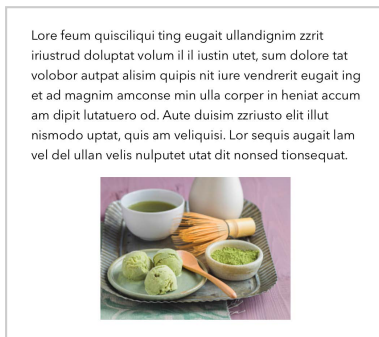 Lore feum quisciliqui ting eugait ullandignim zzrit
iriustrud doluptat volum il il iustin utet, sum dolore tat
volobor autpat alisim quipis nit iure vendrerit eugait ing
et ad magnim amconse min ulla corper in heniat accum
am dipit lutatuero od. Aute duisim zzriusto elit illut
nismodo uptat, quis am veliquisi. Lor sequis augait lam
vel del ullan velis nulputet utat dit nonsed tionsequat.